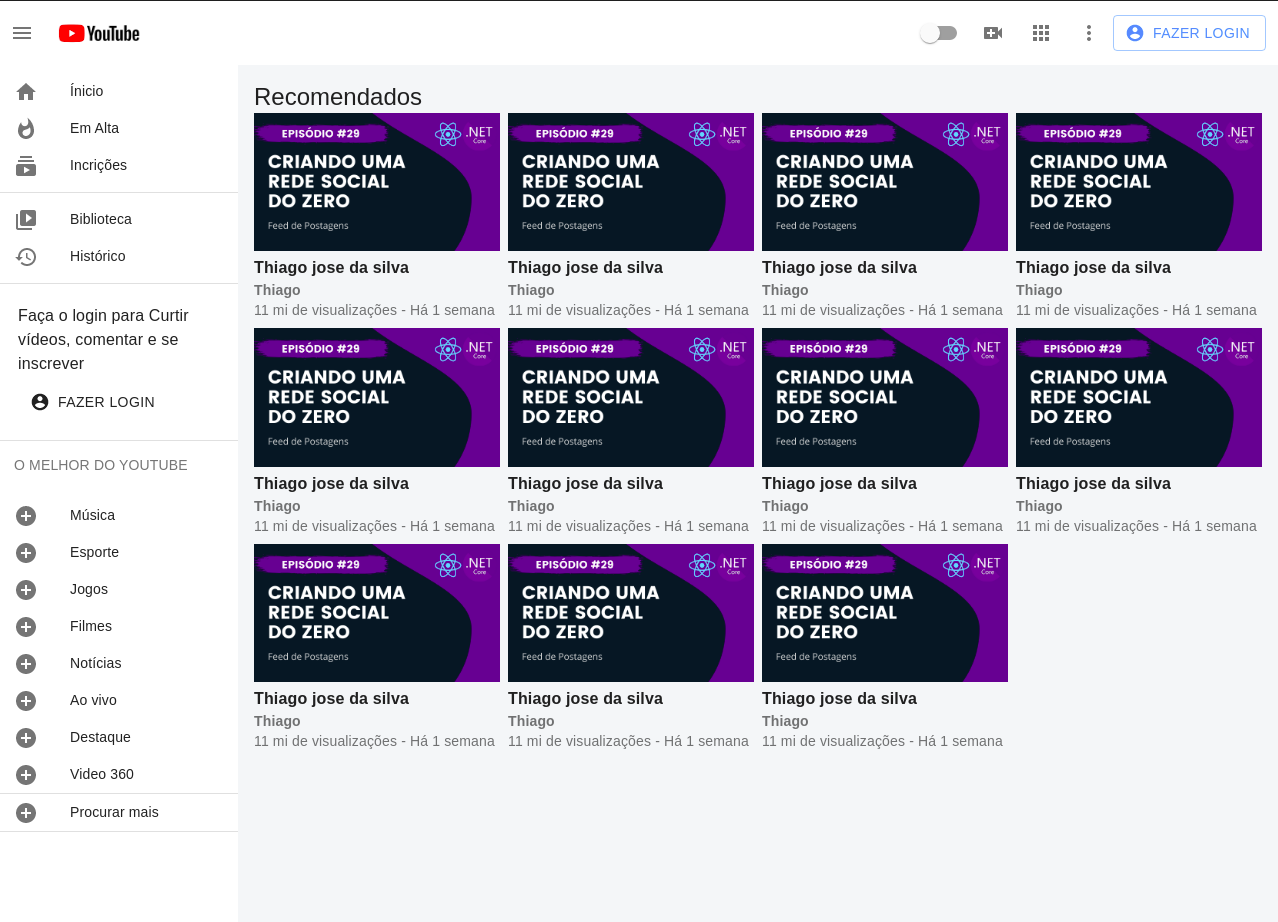 YouTube
FAZER LOGIN
Ínicio
Em Alta
Incrições
Biblioteca
Histórico
Faça o login para Curtir
vídeos, comentar e se
inscrever
FAZER LOGIN
O MELHOR DO YOUTUBE
Música
Esporte
Jogos
Filmes
Notícias
Ao vivo
Destaque
Video 360
Procurar mais
Recomendados
EPISÓDIO #29
.NET
Core
CRIANDO UMA
REDE SOCIAL
DO ZERO
Feed de Postagens
Thiago jose da silva
Thiago
11 mi de visualizações - Há 1 semana
EPISÓDIO #29
.NET
Core
CRIANDO UMA
REDE SOCIAL
DO ZERO
Feed de Postagens
Thiago jose da silva
Thiago
11 mi de visualizações - Há 1 semana
EPISÓDIO #29
.NET
Core
CRIANDO UMA
REDE SOCIAL
DO ZERO
Feed de Postagens
Thiago jose da silva
Thiago
11 mi de visualizações - Há 1 semana
EPISÓDIO #29
.NET
Core
CRIANDO UMA
REDE SOCIAL
DO ZERO
Feed de Postagens
Thiago jose da silva
Thiago
11 mi de visualizações - Há 1 semana
EPISÓDIO #29
.NET
Core
CRIANDO UMA
REDE SOCIAL
DO ZERO
Feed de Postagens
Thiago jose da silva
Thiago
11 mi de visualizações - Há 1 semana
EPISÓDIO #29
.NET
Core
CRIANDO UMA
REDE SOCIAL
DO ZERO
Feed de Postagens
Thiago jose da silva
Thiago
11 mi de visualizações - Há 1 semana
EPISÓDIO #29
.NET
Core
CRIANDO UMA
REDE SOCIAL
DO ZERO
Feed de Postagens
Thiago jose da silva
Thiago
11 mi de visualizações - Há 1 semana
EPISÓDIO #29
.NET
Core
CRIANDO UMA
REDE SOCIAL
DO ZERO
Feed de Postagens
Thiago jose da silva
Thiago
11 mi de visualizações - Há 1 semana
EPISÓDIO #29
.NET
Core
CRIANDO UMA
REDE SOCIAL
DO ZERO
Feed de Postagens
Thiago jose da silva
Thiago
11 mi de visualizações - Há 1 semana
EPISÓDIO #29
.NET
Core
CRIANDO UMA
REDE SOCIAL
DO ZERO
Feed de Postagens
Thiago jose da silva
Thiago
11 mi de visualizações - Há 1 semana
EPISÓDIO #29
.NET
Core
CRIANDO UMA
REDE SOCIAL
DO ZERO
Feed de Postagens
Thiago jose da silva
Thiago
11 mi de visualizações - Há 1 semana